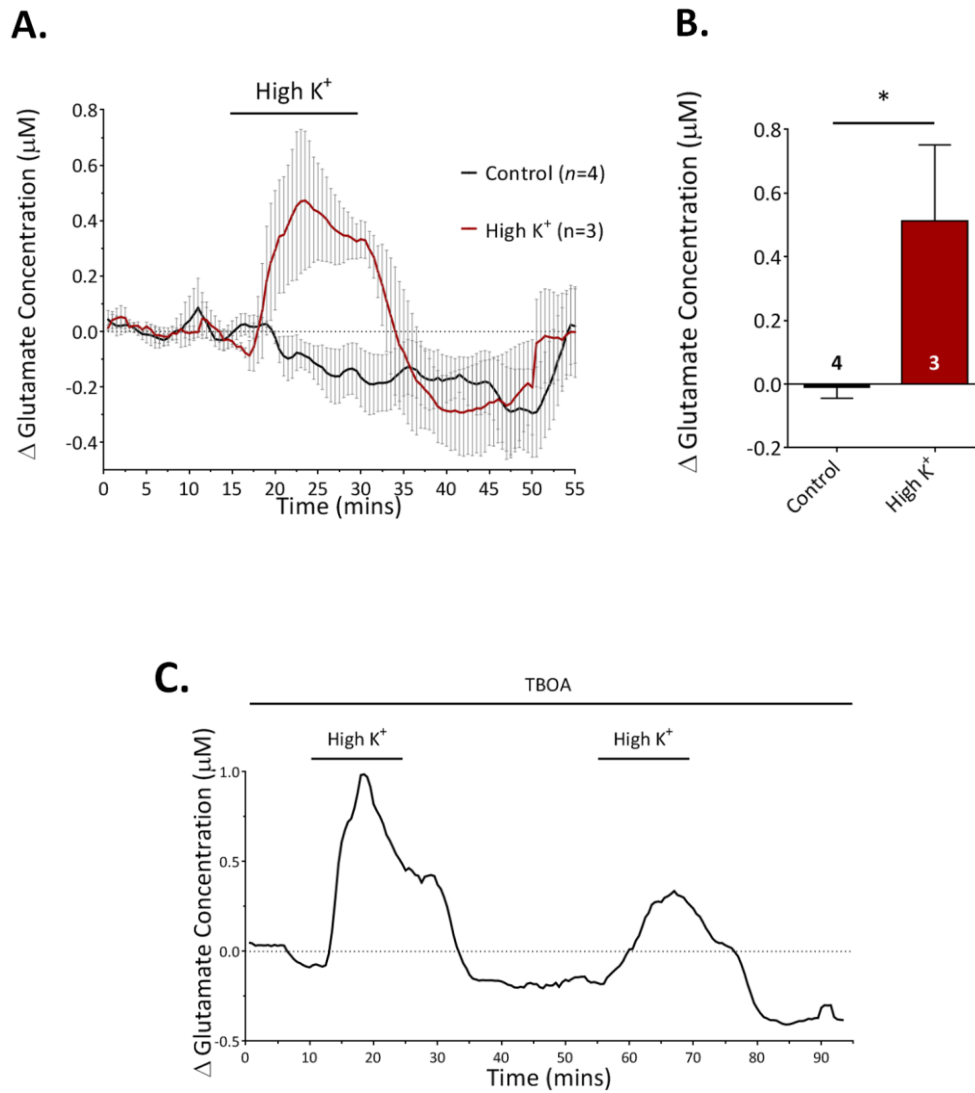 A.
High K⁺
△ Glutamate Concentration (μM)
0.8
0.6
0.4
0.2
0.0
-0.2
-0.4
0 5 10 15 20 25 30 35 40 45 50 55
Time (mins)
Control (n=4)
High K⁺ (n=3)
B.
*
△ Glutamate Concentration (μM)
0.8
0.6
0.4
0.2
0.0
-0.2
4
3
Control
High K⁺
C.
TBOA
High K⁺ High K⁺
△ Glutamate Concentration (μM)
1.0
0.5
0.0
-0.5
0 10 20 30 40 50 60 70 80 90
Time (mins)